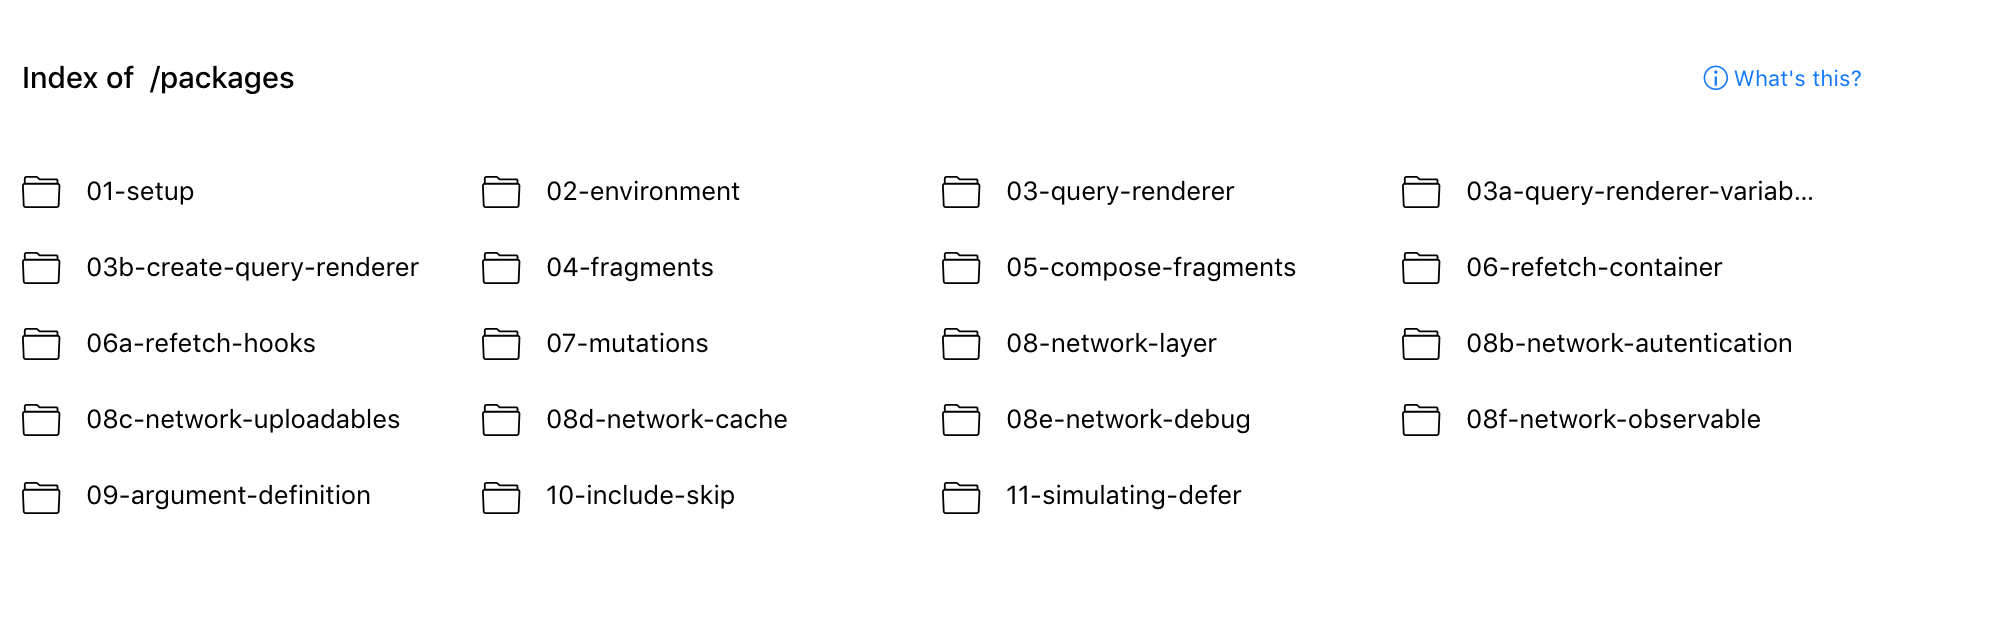 Index of /packages
What's this?
01-setup
02-environment
03-query-renderer
03a-query-renderer-variab...
03b-create-query-renderer
04-fragments
05-compose-fragments
06-refetch-container
06a-refetch-hooks
07-mutations
08-network-layer
08b-network-autentication
08c-network-uploadables
08d-network-cache
08e-network-debug
08f-network-observable
09-argument-definition
10-include-skip
11-simulating-defer